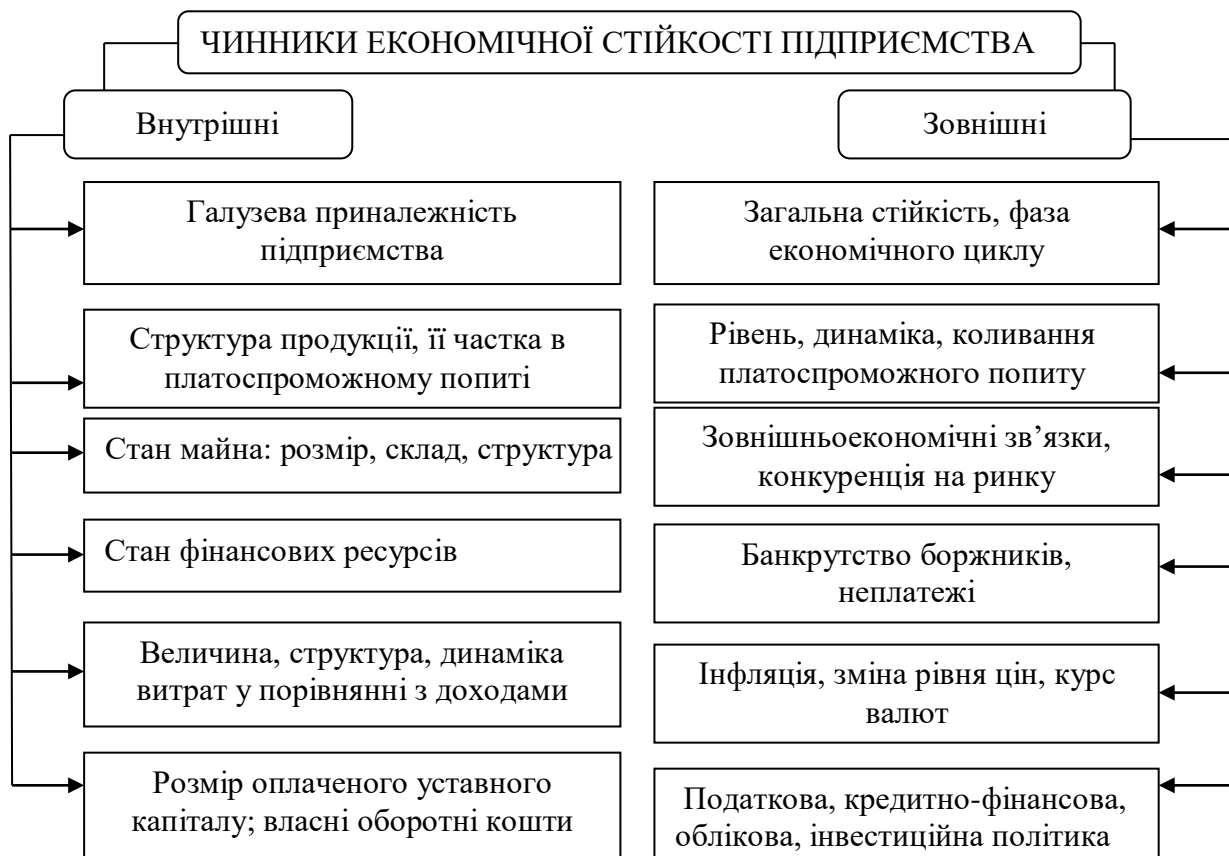 ЧИННИКИ ЕКОНОМІЧНОЇ СТІЙКОСТІ ПІДПРИЄМСТВА
Внутрішні
Зовнішні
Галузева приналежність
підприємства
Структура продукції, її частка в
платоспроможному попиті
Стан майна: розмір, склад, структура
Стан фінансових ресурсів
Величина, структура, динаміка
витрат у порівнянні з доходами
Розмір оплаченого уставного
капіталу; власні оборотні кошти
Загальна стійкість, фаза
економічного циклу
Рівень, динаміка, коливання
платоспроможного попиту
Зовнішньоекономічні зв’язки,
конкуренція на ринку
Банкрутство боржників,
неплатежі
Інфляція, зміна рівня цін, курс
валют
Податкова, кредитно-фінансова,
облікова, інвестиційна політика